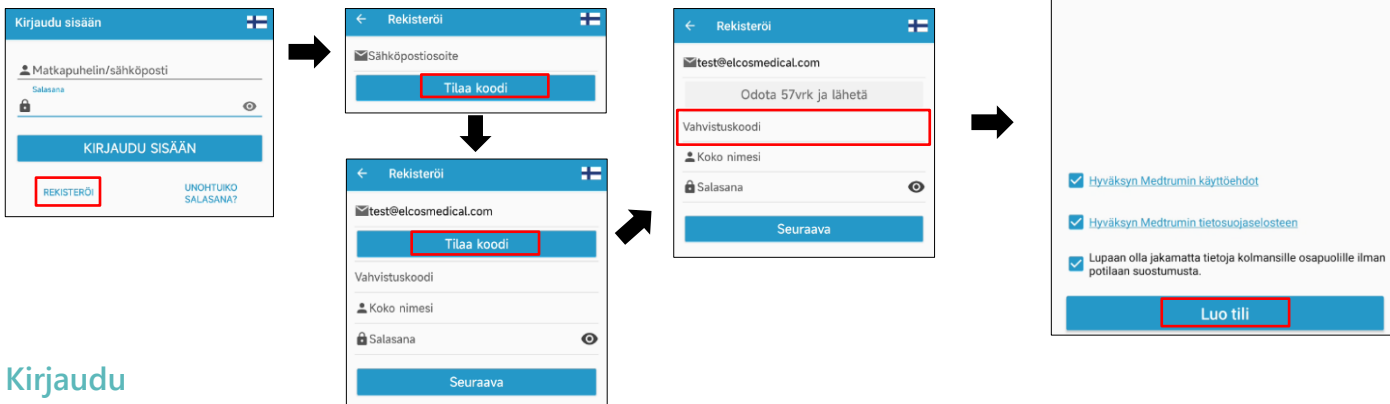 Kirjaudu sisään
Matkapuhelin/sähköposti
Salasana
KIRJAUDU SISÄÄN
REKISTERÖI
UNOHTUIKO
SALASANA?
Rekisteröi
Sähköpostiosoite
Tilaa koodi
Rekisteröi
test@elcosmedical.com
Tilaa koodi
Vahvistuskoodi
Koko nimesi
Salasana
Seuraava
Rekisteröi
test@elcosmedical.com
Odota 57vrk ja lähetä
Vahvistuskoodi
Koko nimesi
Salasana
Seuraava
Hyväksyn Medtrumin käyttöehdot
Hyväksyn Medtrumin tietosuojaselosteen
Lupaan olla jakamatta tietoja kolmansille osapuolille ilman
potilaan suostumusta.
Luo tili
Kirjaudu